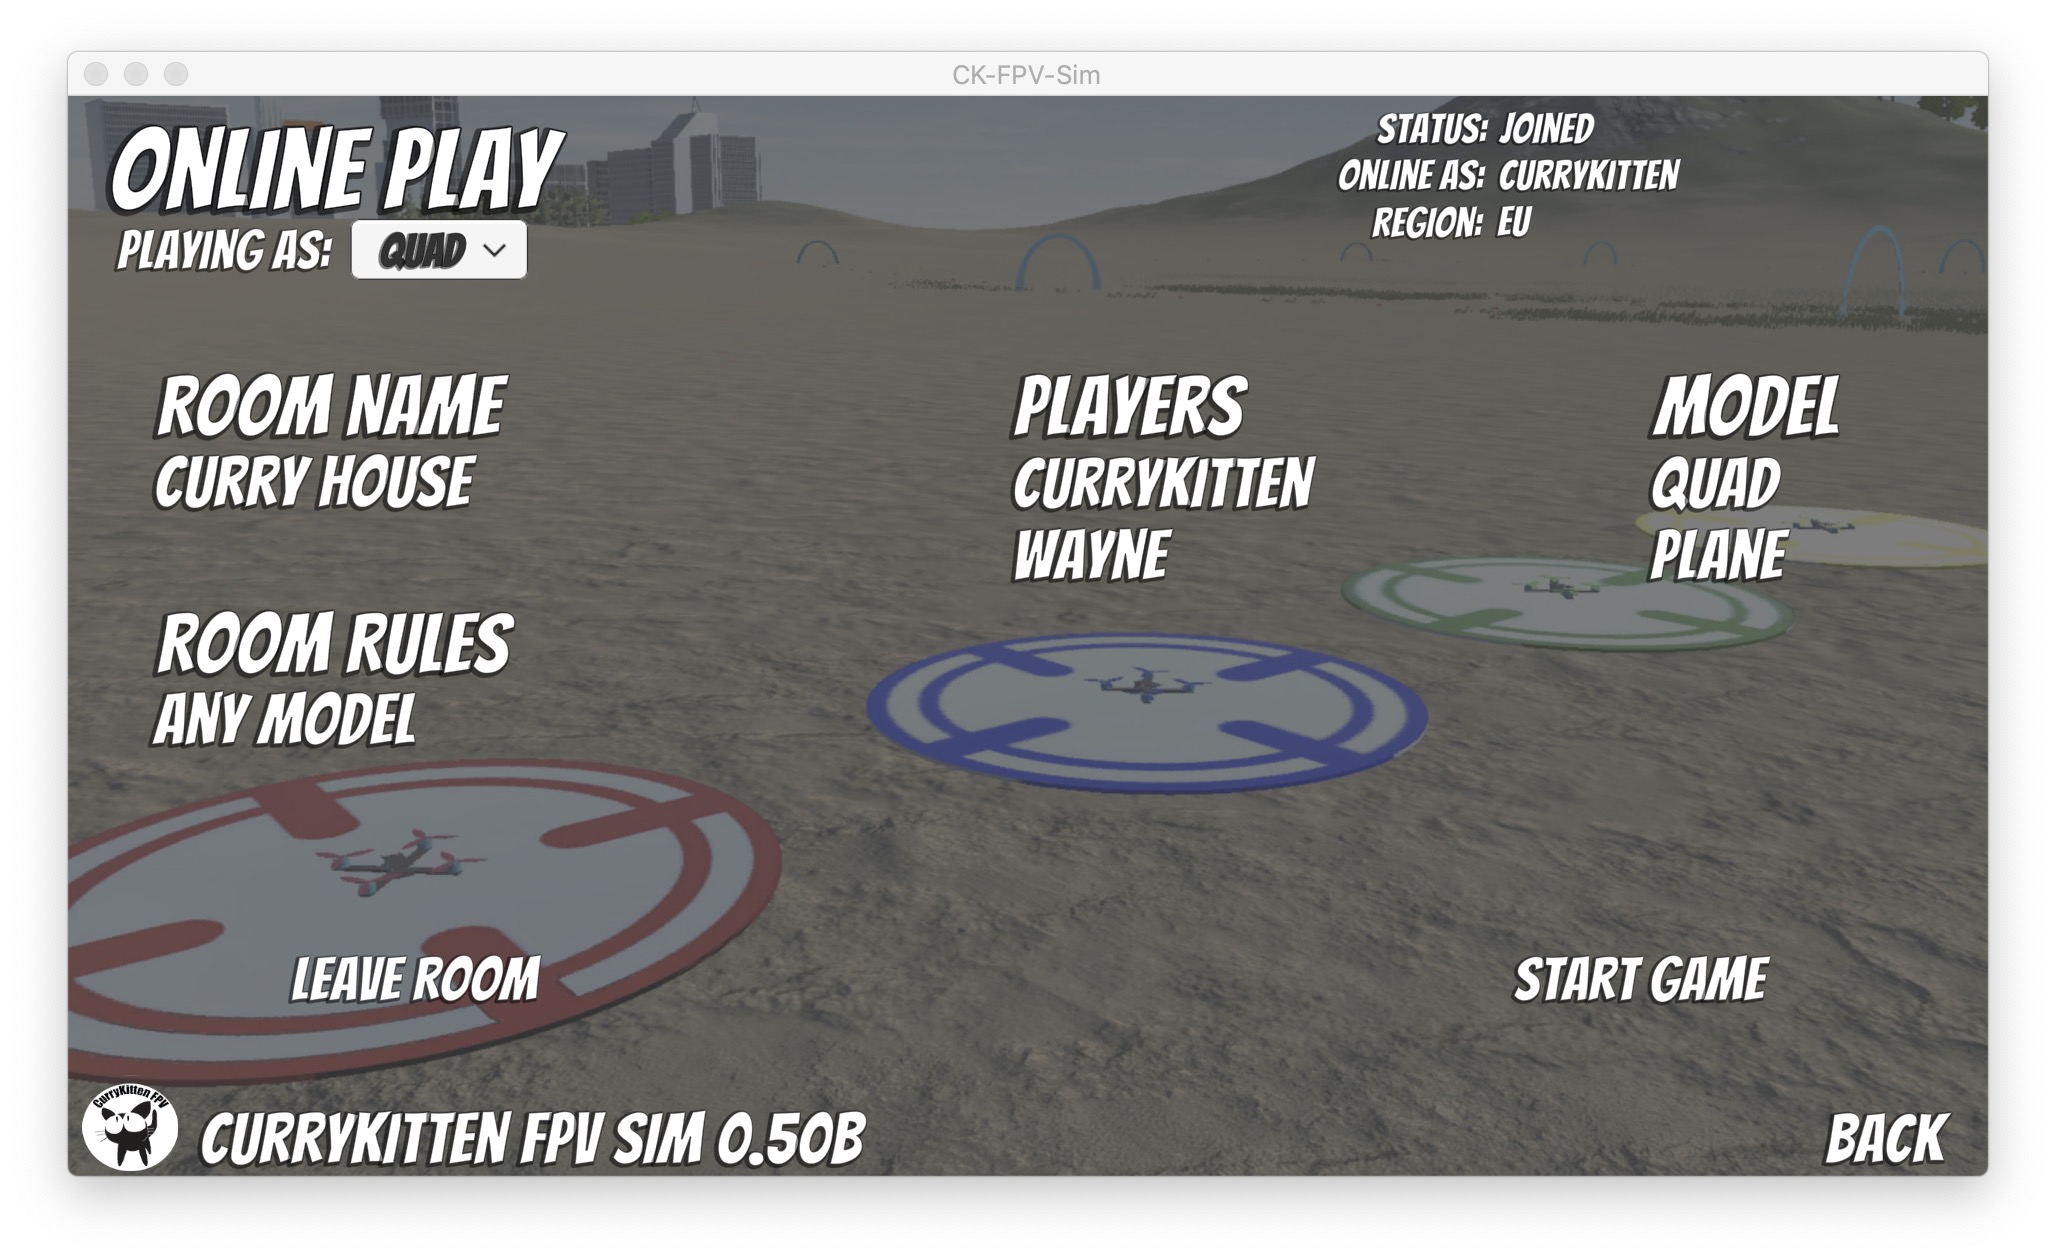 CK-FPV-Sim
ONLINE PLAY
PLAYING AS: QUAD
STATUS: JOINED
ONLINE AS: CURRYKITTEN
REGION: EU
ROOM NAME
CURRY HOUSE
ROOM RULES
ANY MODEL
PLAYERS
CURRYKITTEN
WAYNE
MODEL
QUAD
PLANE
LEAVE ROOM
START GAME
CurryKitten FPV
CURRYKITTEN FPV SIM 0.50B
BACK